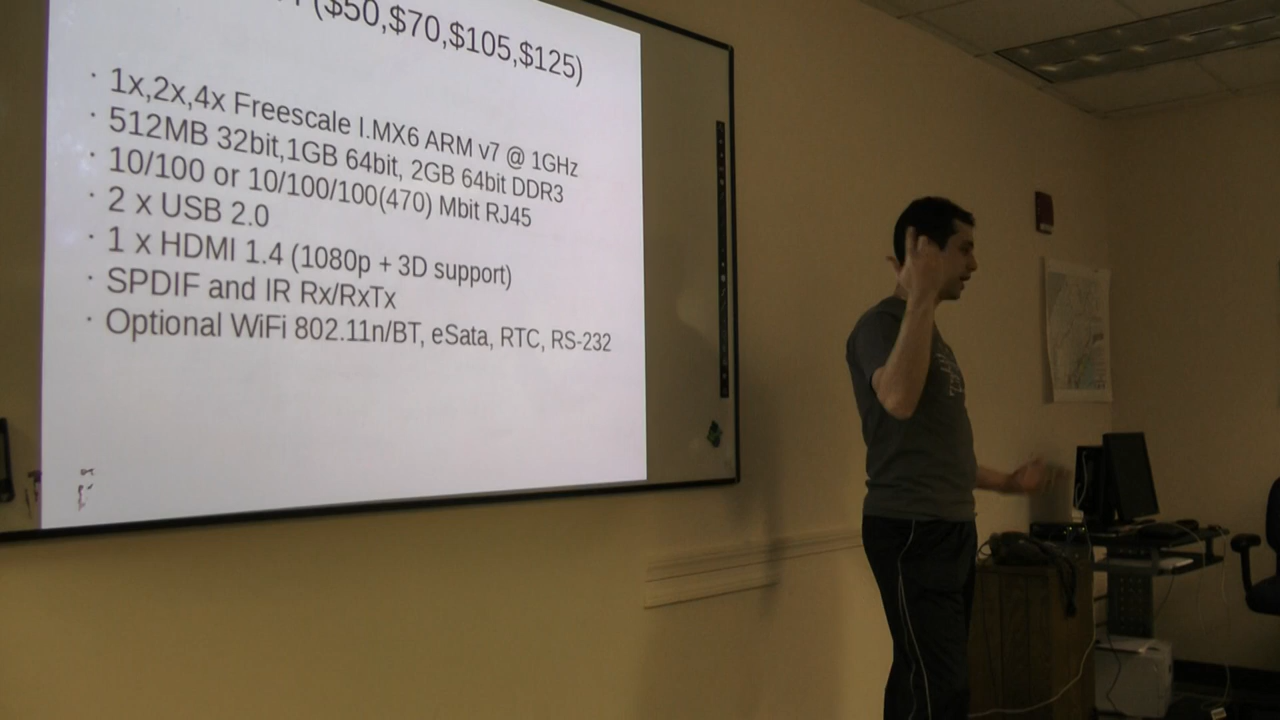 ($50,$70,$105,$125)
· 1x,2x,4x Freescale I.MX6 ARM v7 @ 1GHz
· 512MB 32bit,1GB 64bit, 2GB 64bit DDR3
· 10/100 or 10/100/100(470) Mbit RJ45
· 2 x USB 2.0
· 1 x HDMI 1.4 (1080p + 3D support)
· SPDIF and IR Rx/RxTx
· Optional WiFi 802.11n/BT, eSata, RTC, RS-232